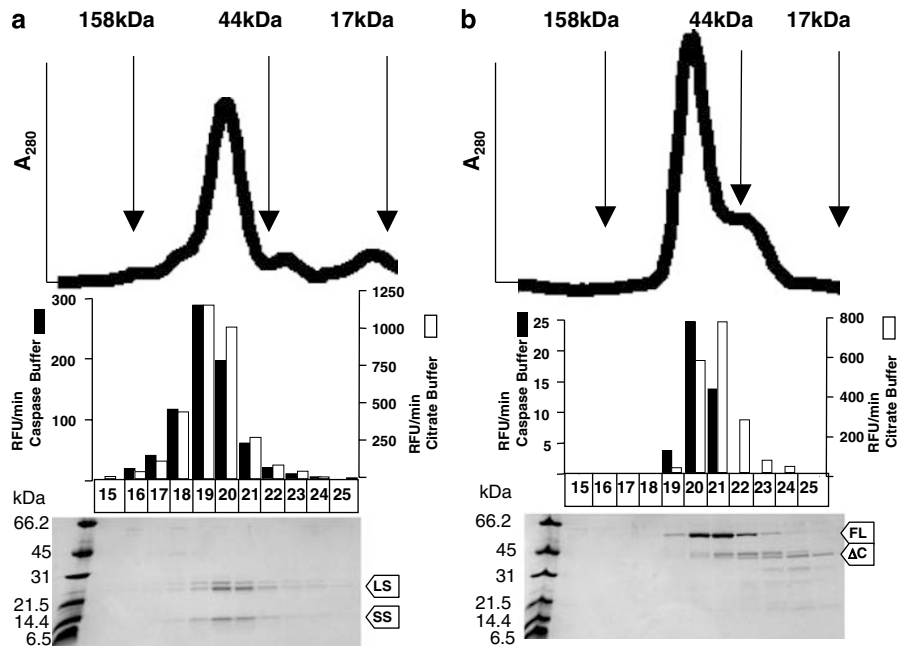 a
158kDa 44kDa 17kDa
A280
300
200
100
RFU/min
Caspase Buffer
1250
1000
750
500
250
RFU/min
Citrate Buffer
15 16 17 18 19 20 21 22 23 24 25
kDa
66.2
45
31
21.5
14.4
6.5
LS
SS
b
158kDa 44kDa 17kDa
A280
25
20
15
10
5
RFU/min
Caspase Buffer
800
600
400
200
RFU/min
Citrate Buffer
15 16 17 18 19 20 21 22 23 24 25
kDa
66.2
45
31
21.5
14.4
6.5
FL
ΔC